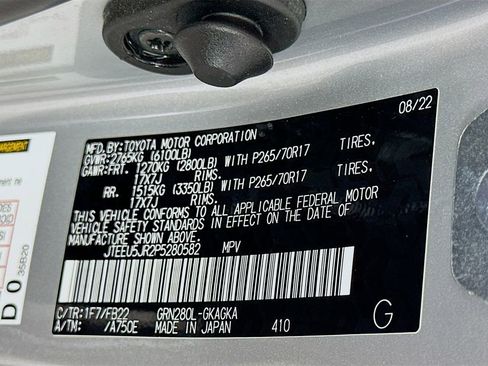 08/22
MFD.BY:TOYOTA MOTOR CORPORATION
GVWR:2765KG (6100LB)
GAWR:FRT. 1270KG (2800LB) WITH P265/70R17 TIRES,
17X7J RIMS,
RR. 1515KG (3350LB) WITH P265/70R17 TIRES,
17X7J RIMS.
THIS VEHICLE CONFORMS TO ALL APPLICABLE FEDERAL MOTOR
VEHICLE SAFETY STANDARDS IN EFFECT ON THE DATE OF
MANUFACTURE SHOWN ABOVE.
JTEEU5JR2P5280582 MPV
C/TR:1F7/FB22 GRN280L-GKAGKA
A/TM: /A750E MADE IN JAPAN 410 G
D 0 35B20